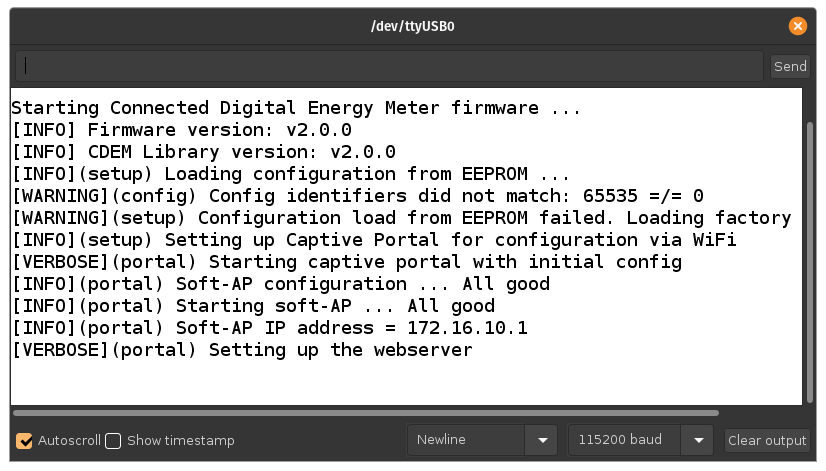 /dev/ttyUSB0
Send
Starting Connected Digital Energy Meter firmware ...
[INFO] Firmware version: v2.0.0
[INFO] CDEM Library version: v2.0.0
[INFO](setup) Loading configuration from EEPROM ...
[WARNING](config) Config identifiers did not match: 65535 =/= 0
[WARNING](setup) Configuration load from EEPROM failed. Loading factory
[INFO](setup) Setting up Captive Portal for configuration via WiFi
[VERBOSE](portal) Starting captive portal with initial config
[INFO](portal) Soft-AP configuration ... All good
[INFO](portal) Starting soft-AP ... All good
[INFO](portal) Soft-AP IP address = 172.16.10.1
[VERBOSE](portal) Setting up the webserver
Autoscroll Show timestamp Newline 115200 baud Clear output